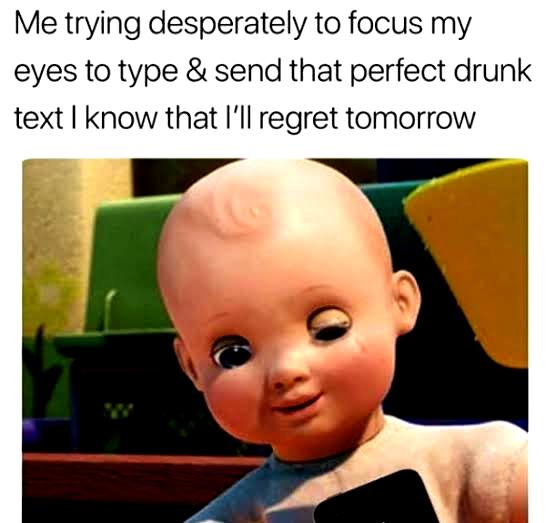 Me trying desperately to focus my
eyes to type & send that perfect drunk
text I know that I'll regret tomorrow